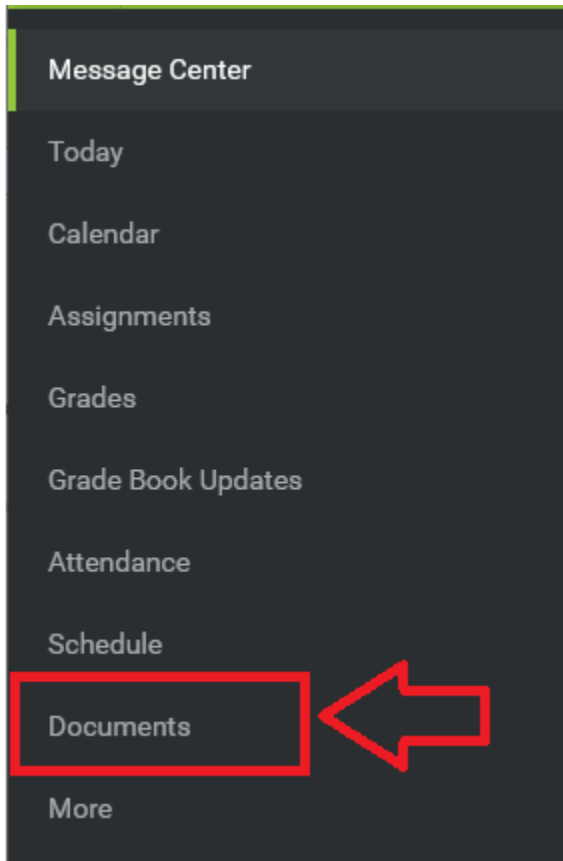 Message Center
Today
Calendar
Assignments
Grades
Grade Book Updates
Attendance
Schedule
Documents
More